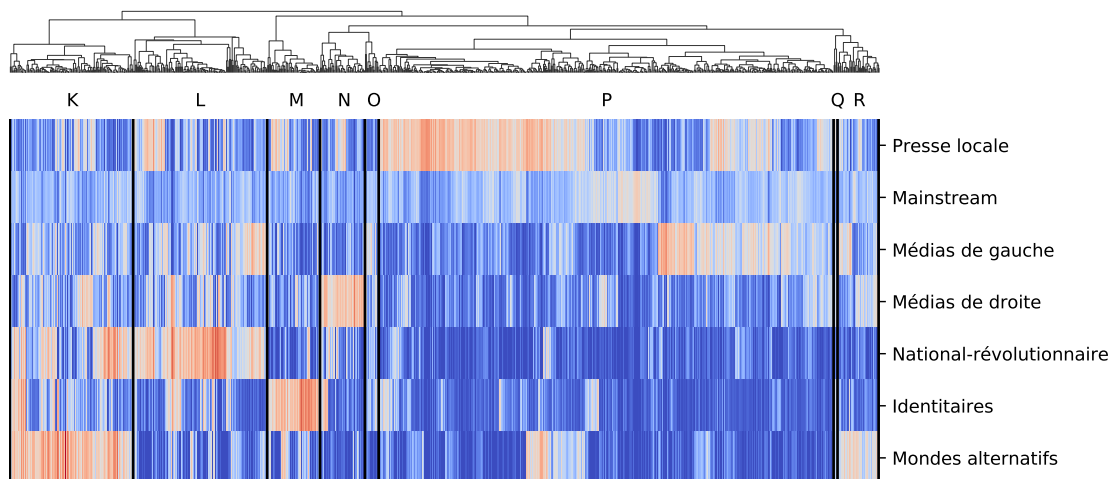 K L M N O P Q R
Presse locale
Mainstream
Médias de gauche
Médias de droite
National-révolutionnaire
Identitaires
Mondes alternatifs